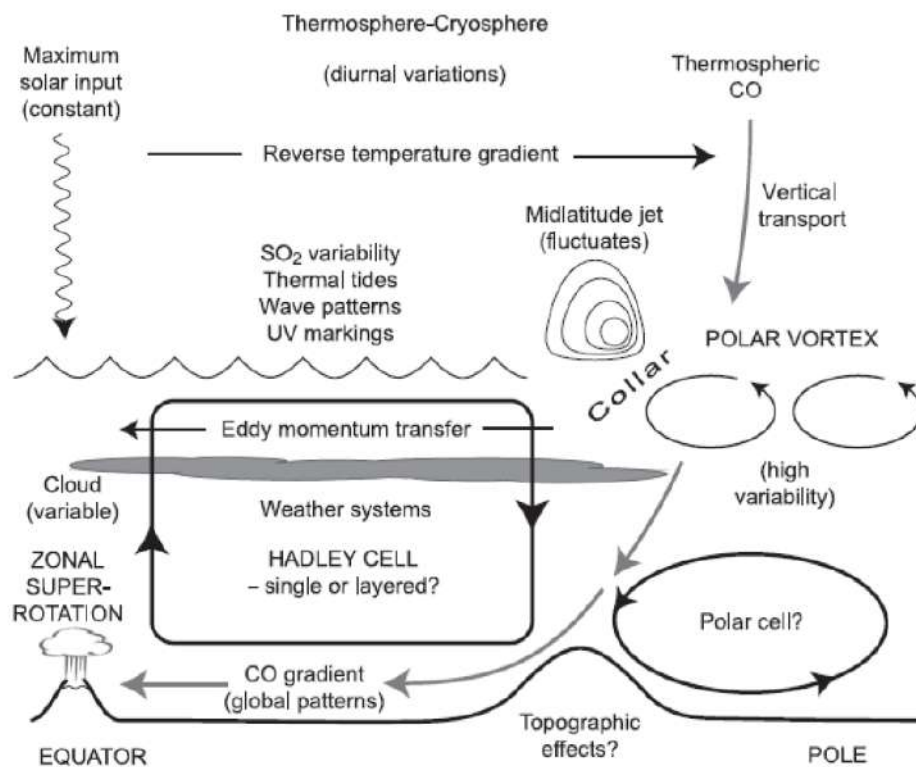 Thermosphere-Cryosphere
(diurnal variations)
Maximum
solar input
(constant)
Thermospheric
CO
Reverse temperature gradient
Vertical
transport
Midlatitude jet
(fluctuates)
SO₂ variability
Thermal tides
Wave patterns
UV markings
POLAR VORTEX
Collar
Eddy momentum transfer
(high
variability)
Cloud
(variable)
Weather systems
HADLEY CELL
– single or layered?
ZONAL
SUPER-
ROTATION
Polar cell?
CO gradient
(global patterns)
Topographic
effects?
EQUATOR
POLE